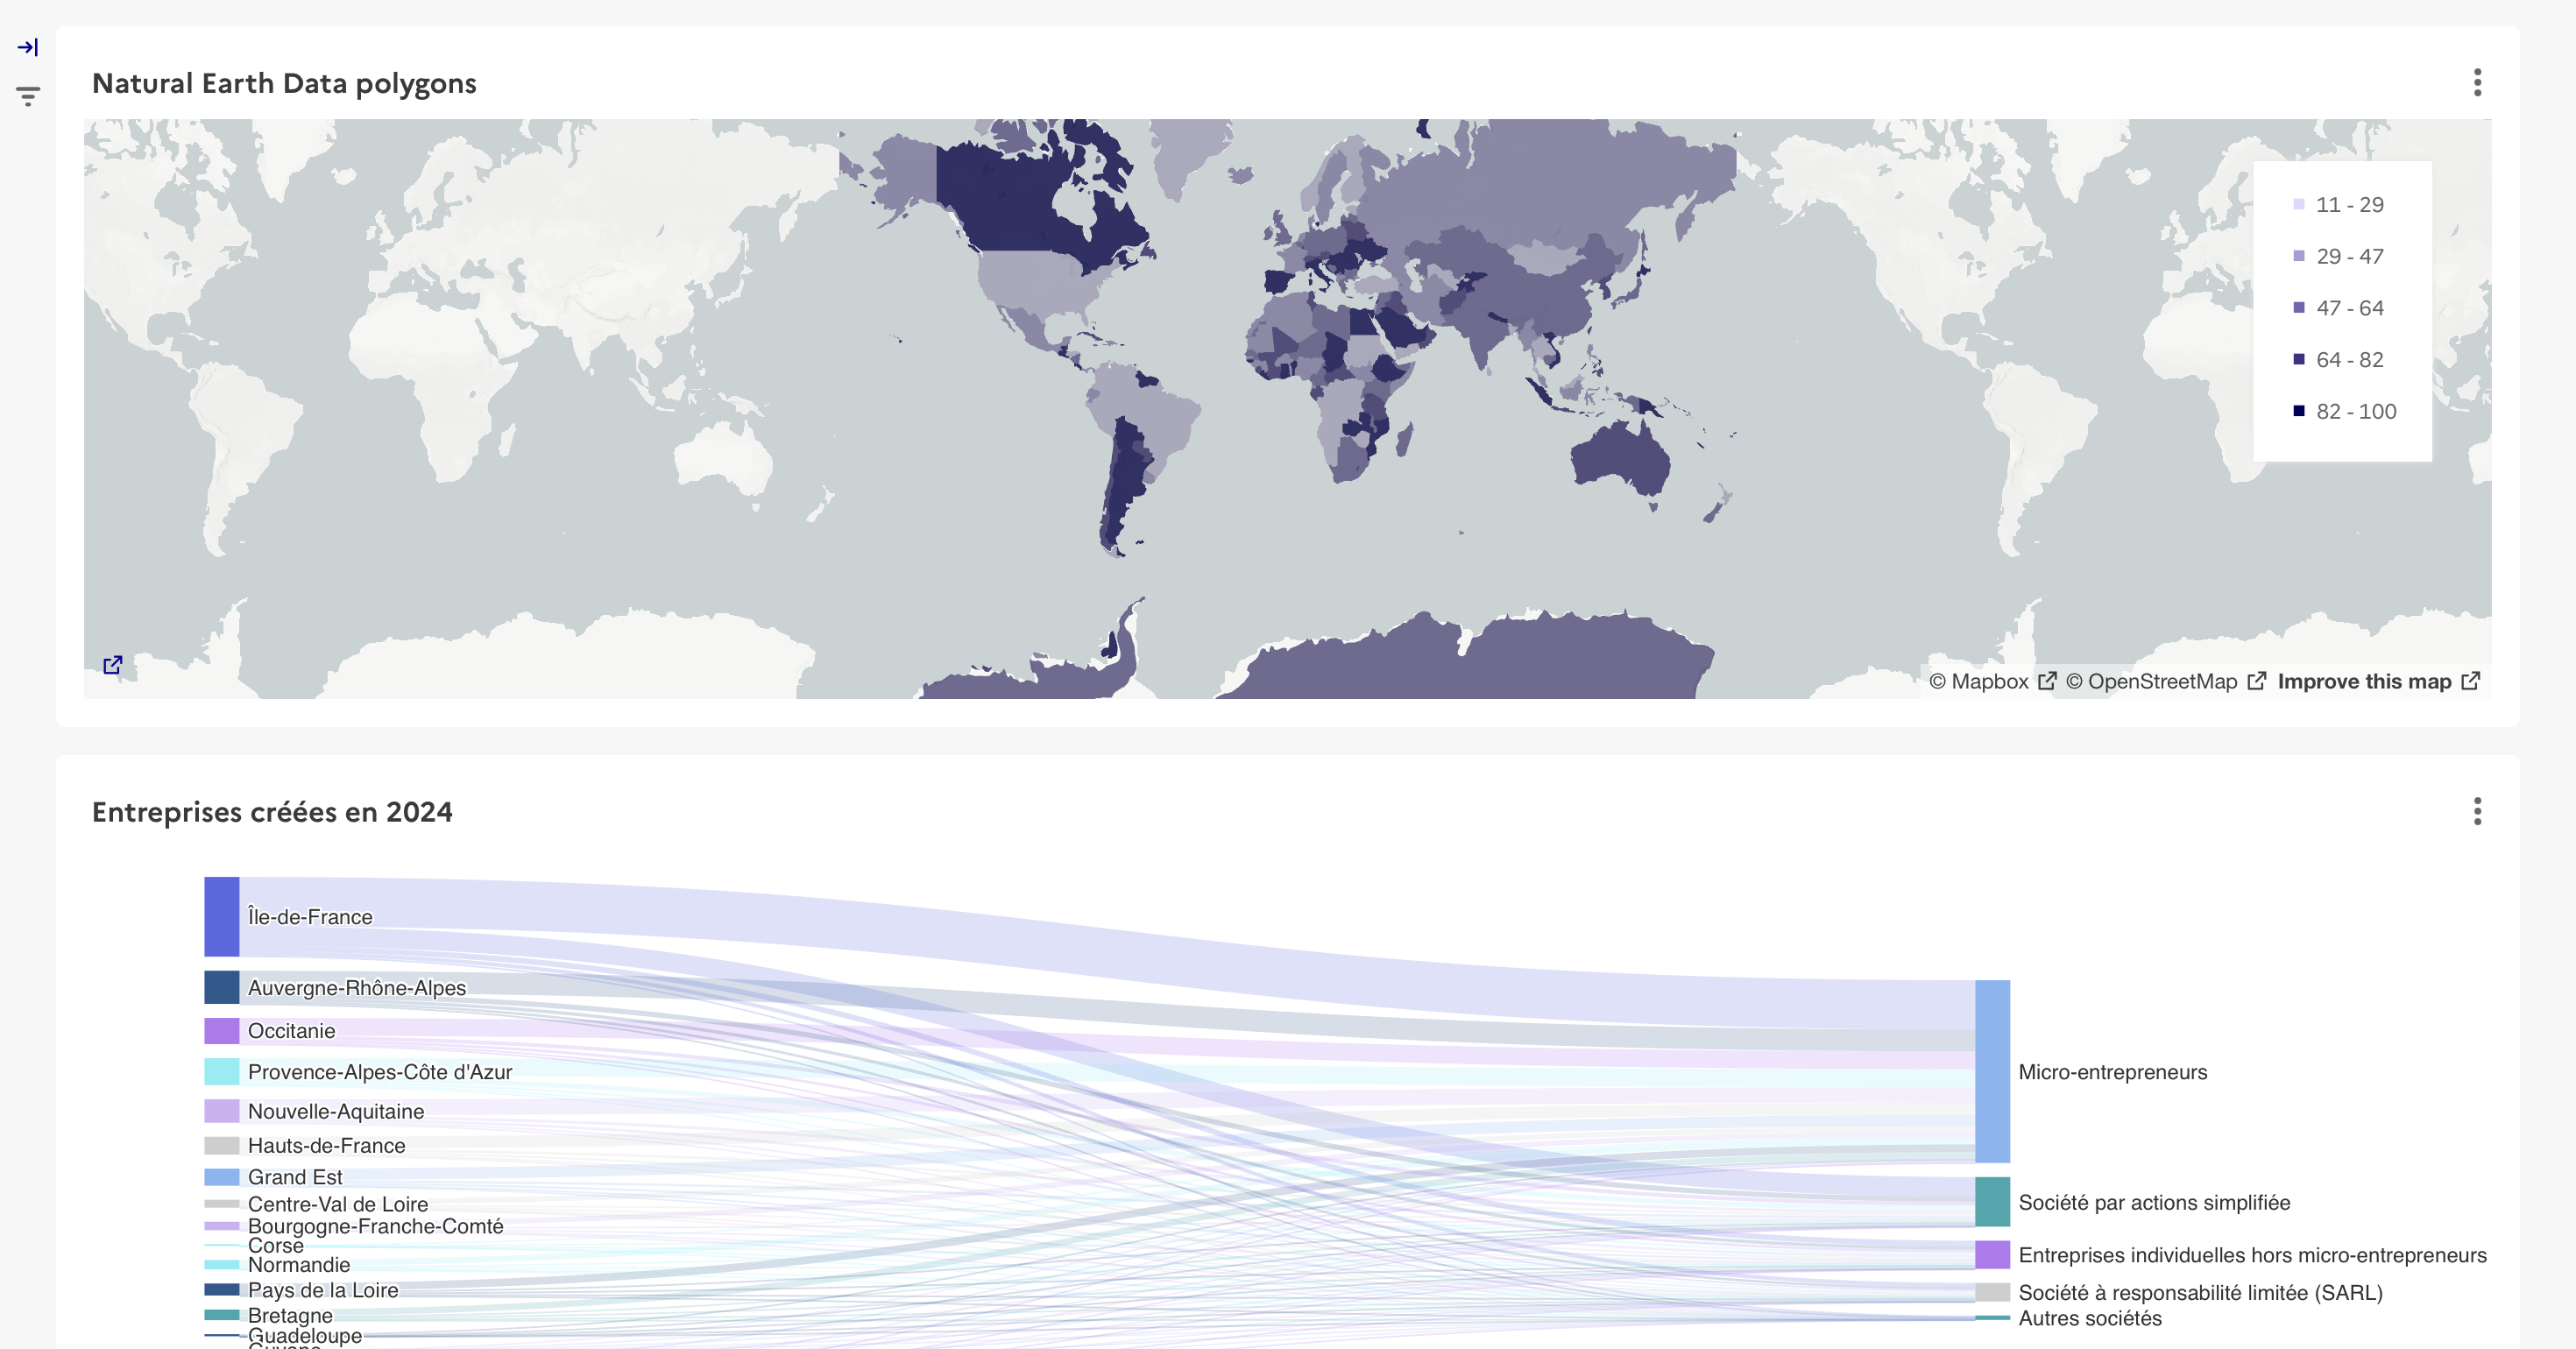 Natural Earth Data polygons
11 - 29
29 - 47
47 - 64
64 - 82
82 - 100
© Mapbox © OpenStreetMap Improve this map
Entreprises créées en 2024
Île-de-France
Auvergne-Rhône-Alpes
Occitanie
Provence-Alpes-Côte d'Azur
Nouvelle-Aquitaine
Hauts-de-France
Grand Est
Centre-Val de Loire
Bourgogne-Franche-Comté
Corse
Normandie
Pays de la Loire
Bretagne
Guadeloupe
Micro-entrepreneurs
Société par actions simplifiée
Entreprises individuelles hors micro-entrepreneurs
Société à responsabilité limitée (SARL)
Autres sociétés